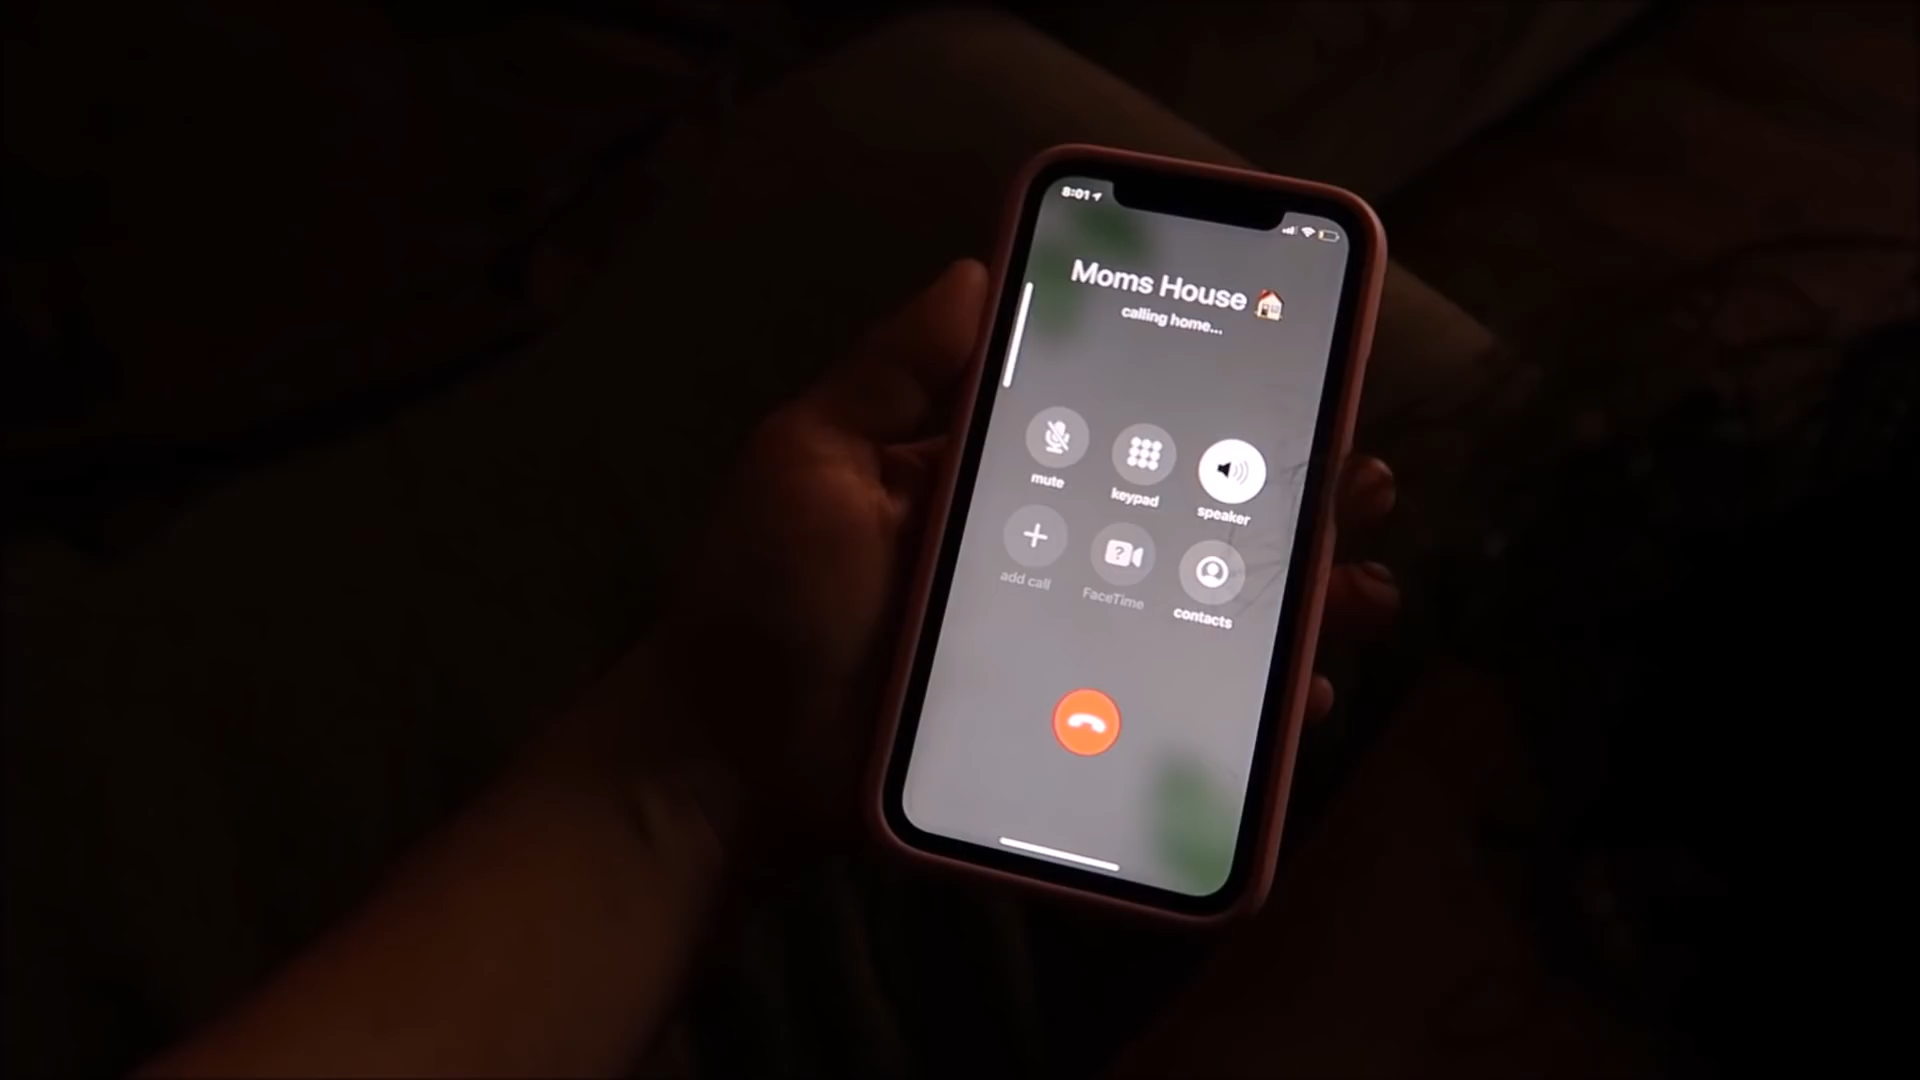 8:01
Moms House 🏠
calling home...
mute keypad speaker
add call FaceTime contacts